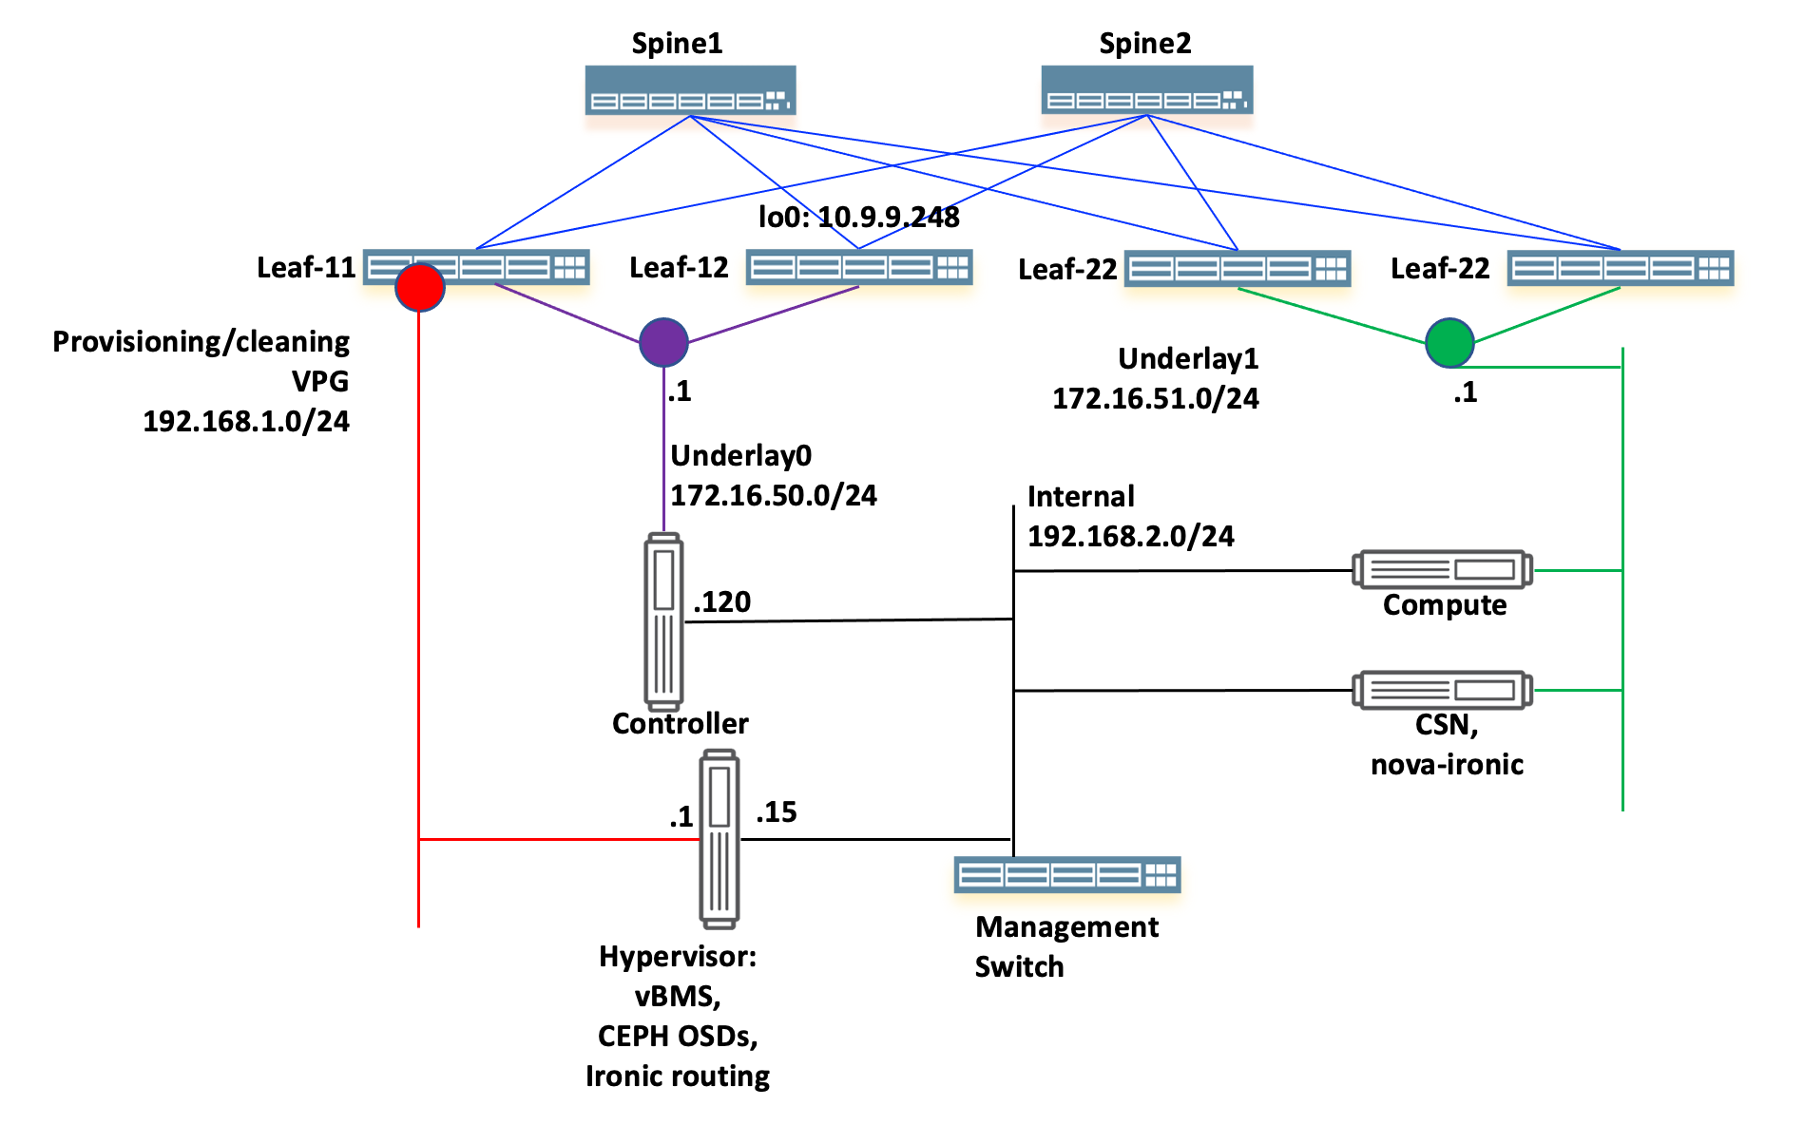 Spine1
Spine2
lo0: 10.9.9.248
Leaf-11
Leaf-12
Leaf-22
Leaf-22
Provisioning/cleaning
VPG
192.168.1.0/24
.1
Underlay1
172.16.51.0/24
.1
Underlay0
172.16.50.0/24
Internal
192.168.2.0/24
.120
Compute
Controller
CSN,
nova-ironic
.1
.15
Management
Switch
Hypervisor:
vBMS,
CEPH OSDs,
Ironic routing